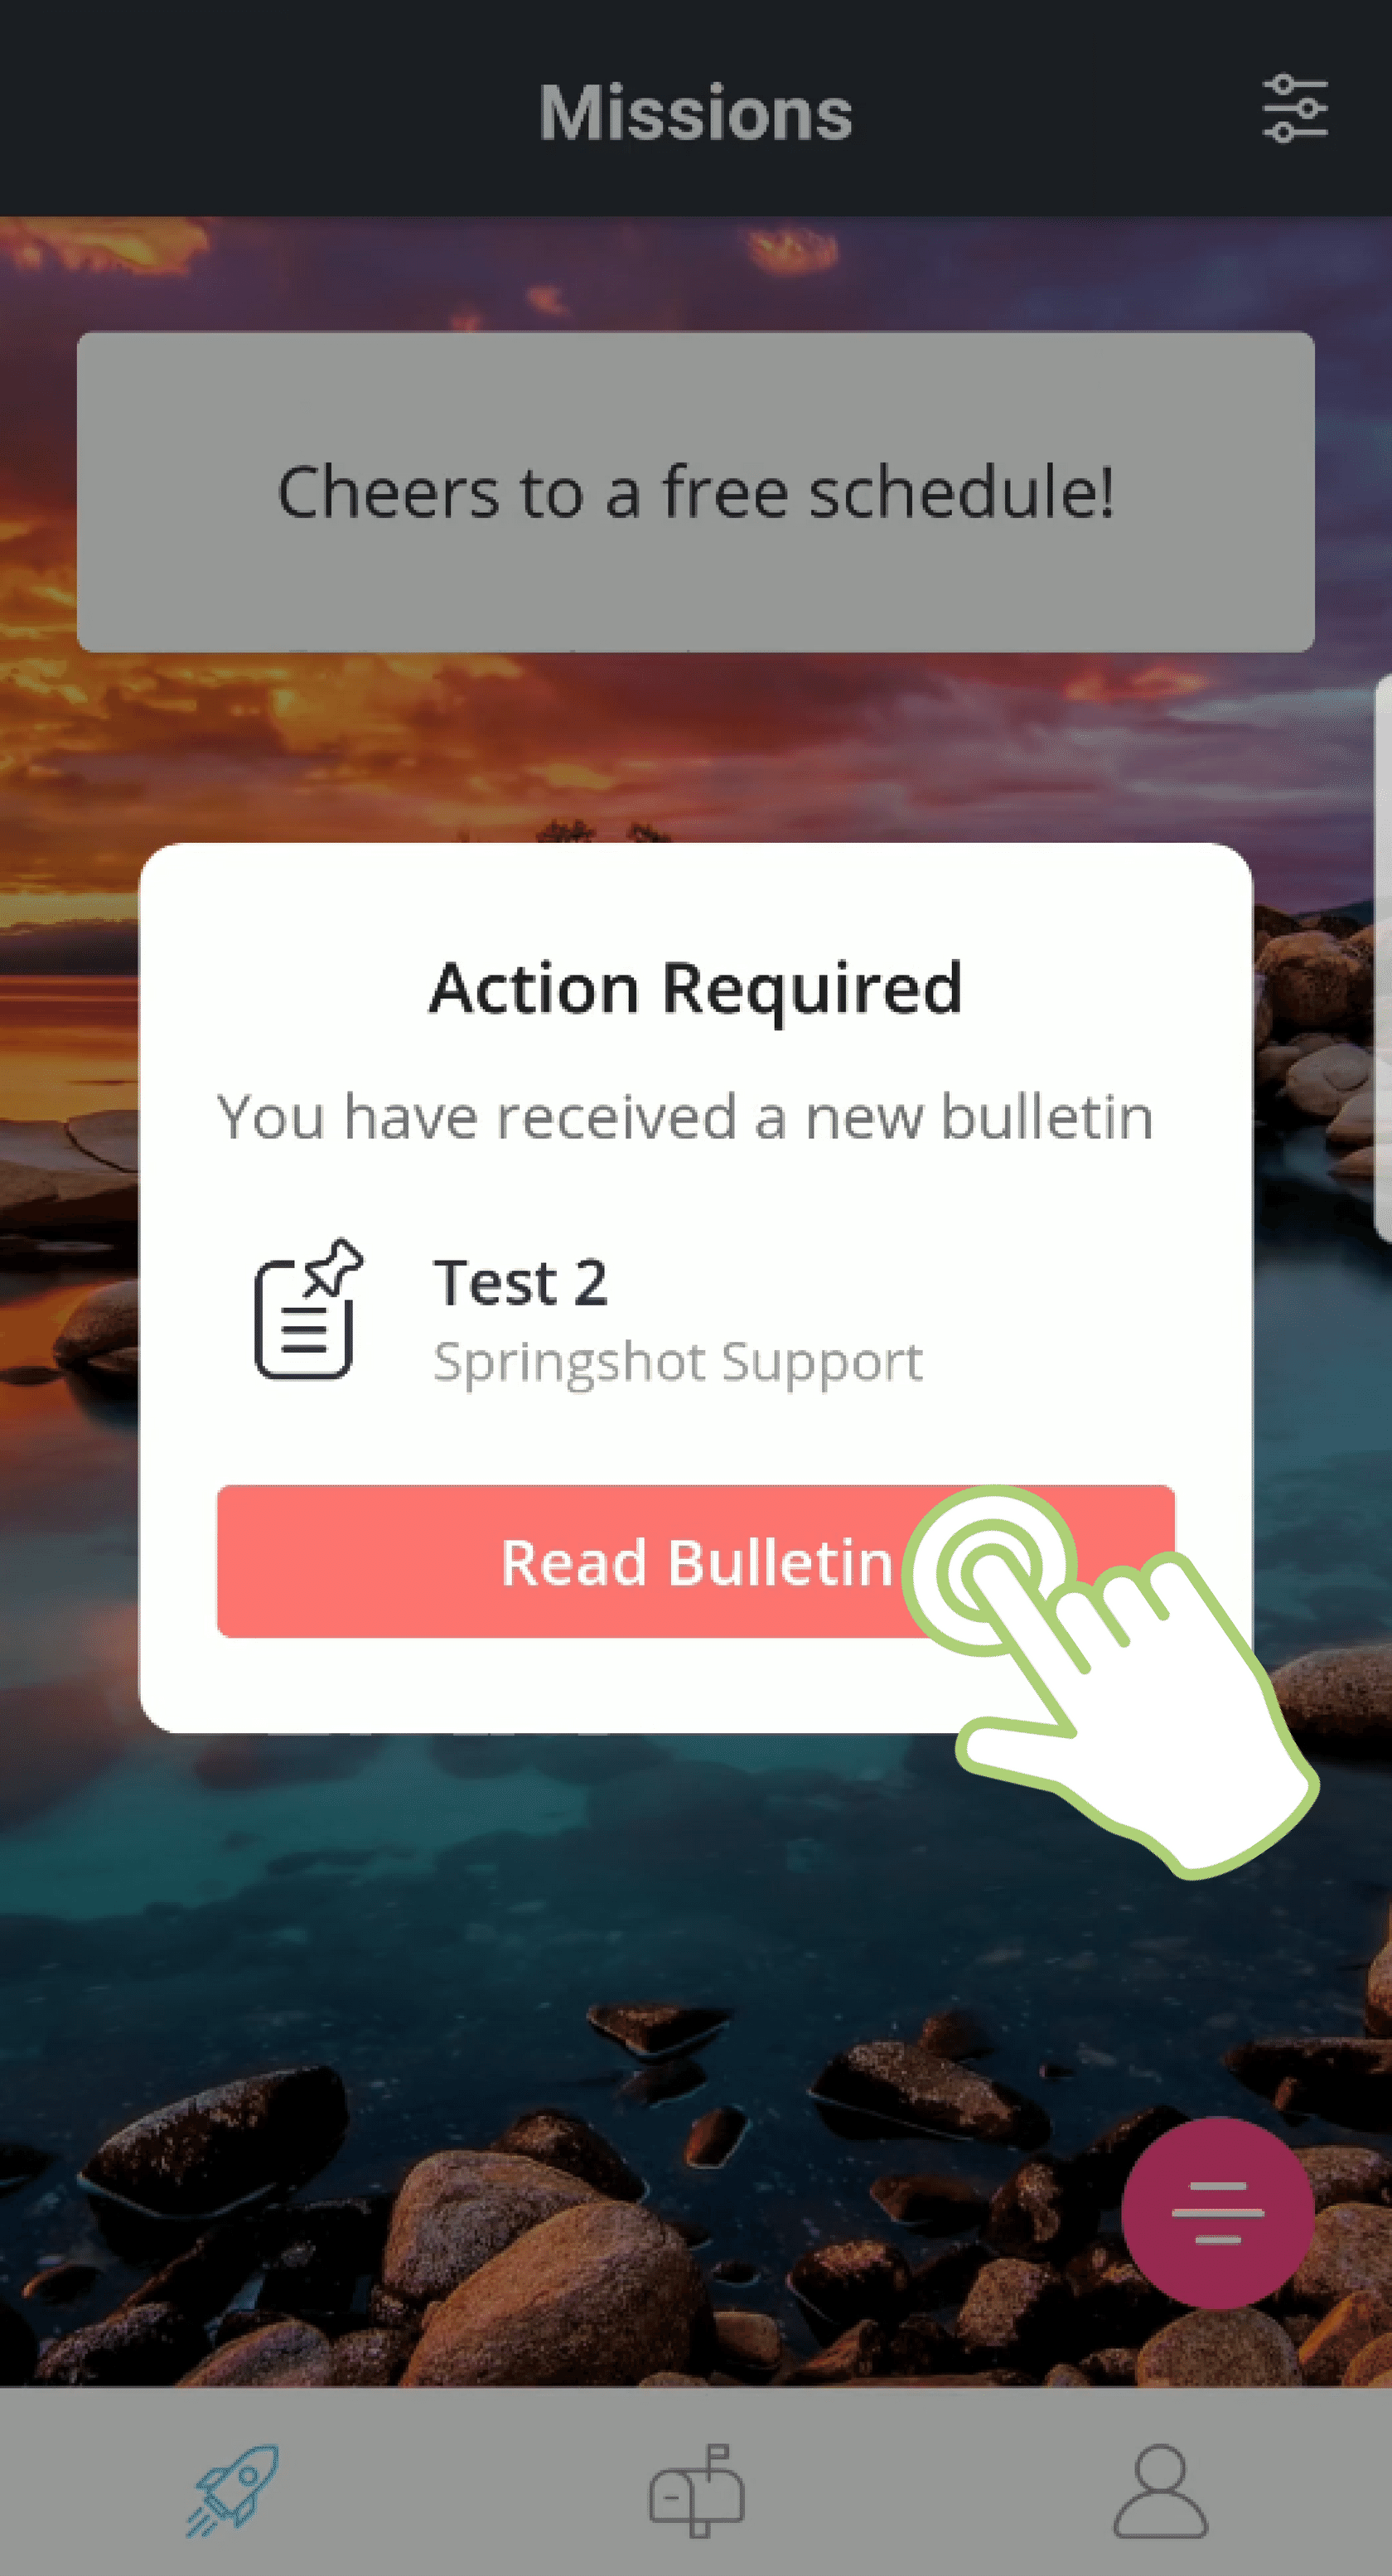 Missions
Cheers to a free schedule!
Action Required
You have received a new bulletin
Test 2
Springshot Support
Read Bulletin